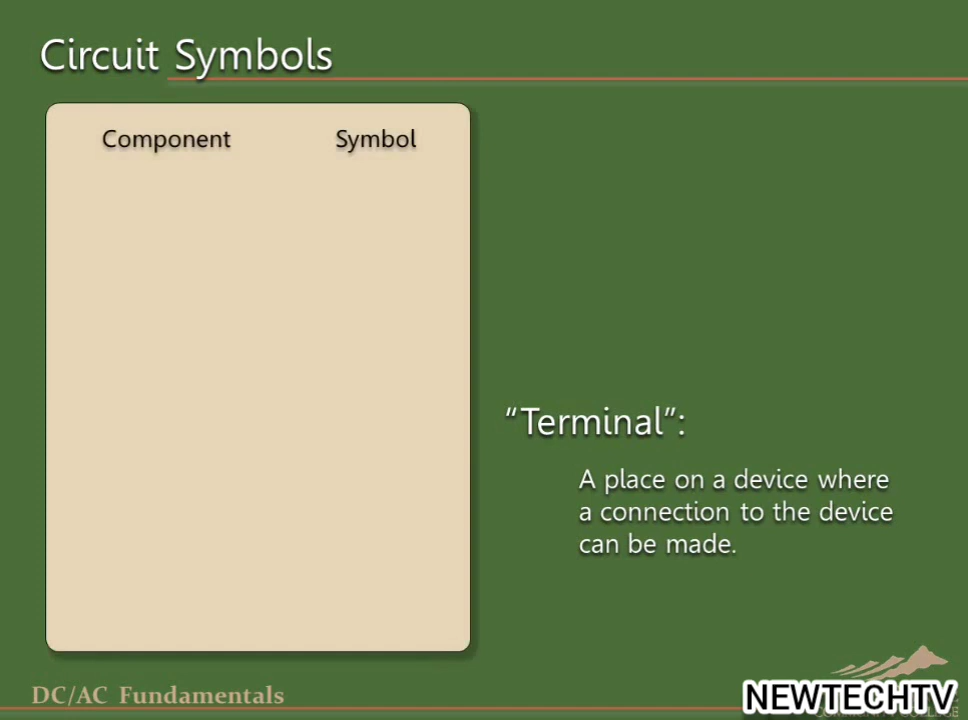 Circuit Symbols
Component Symbol
“Terminal”:
A place on a device where
a connection to the device
can be made.
DC/AC Fundamentals
NEWTECHTV